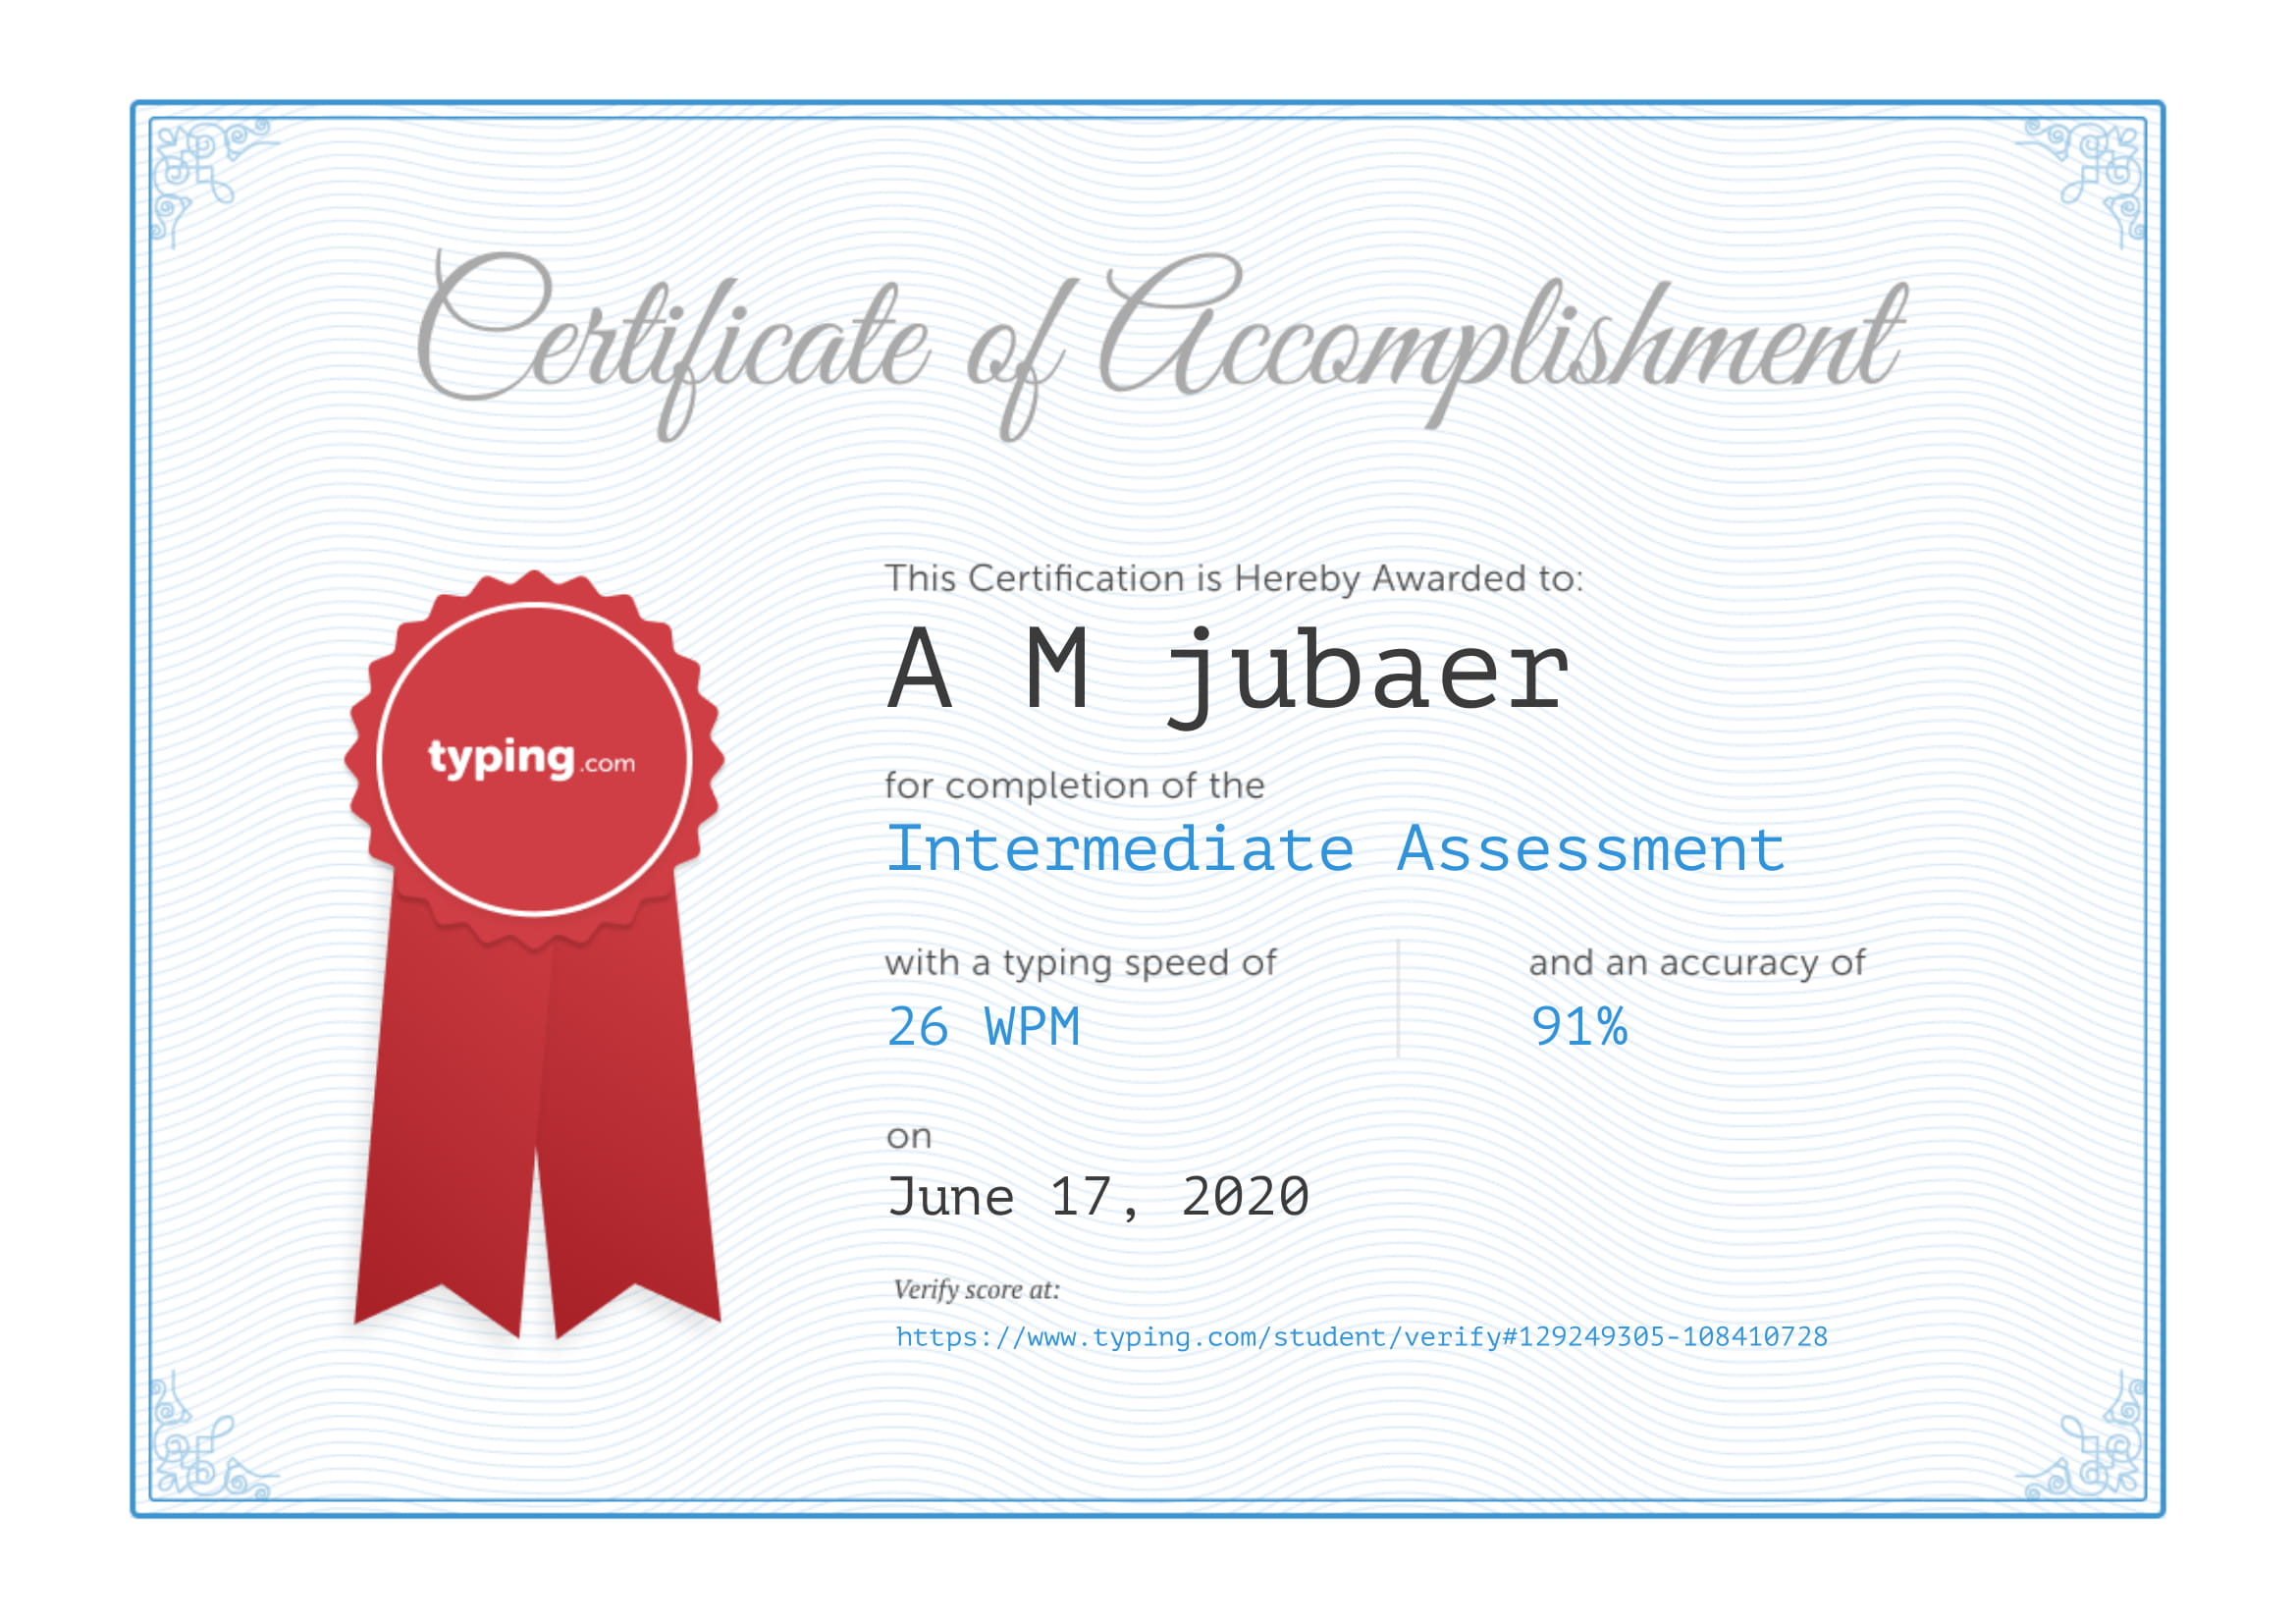 Certificate of Accomplishment
This Certification is Hereby Awarded to:
A M jubaer
typing.com
for completion of the
Intermediate Assessment
with a typing speed of
and an accuracy of
26 WPM
91%
on
June 17, 2020
Verify score at:
https://www.typing.com/student/verify#129249305-108410728